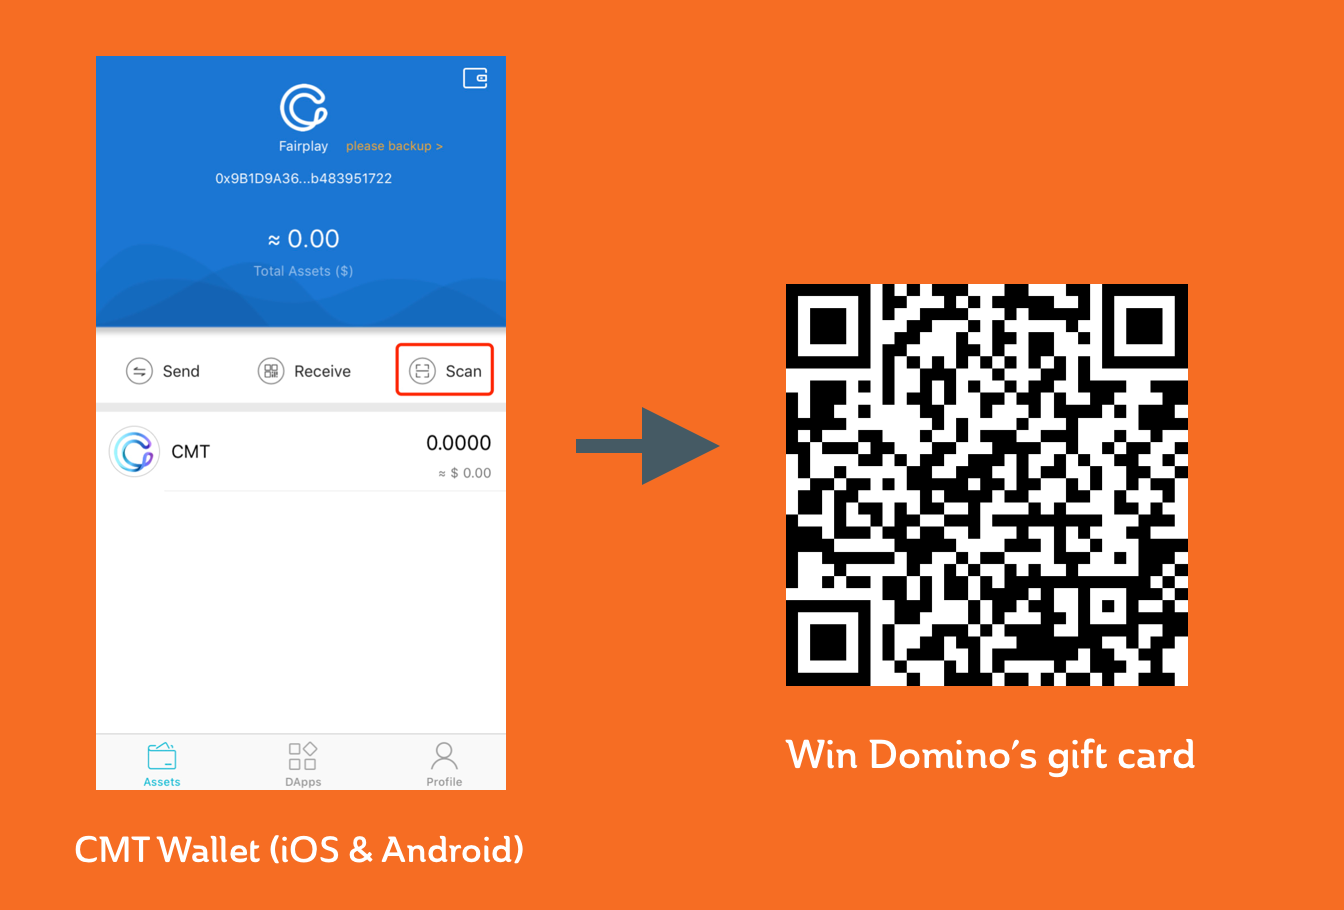 Fairplay please backup >
0x9B1D9A36...b483951722
≈ 0.00
Total Assets ($)
Send Receive Scan
CMT 0.0000
≈ $ 0.00
Assets DApps Profile
CMT Wallet (iOS & Android)
Win Domino's gift card